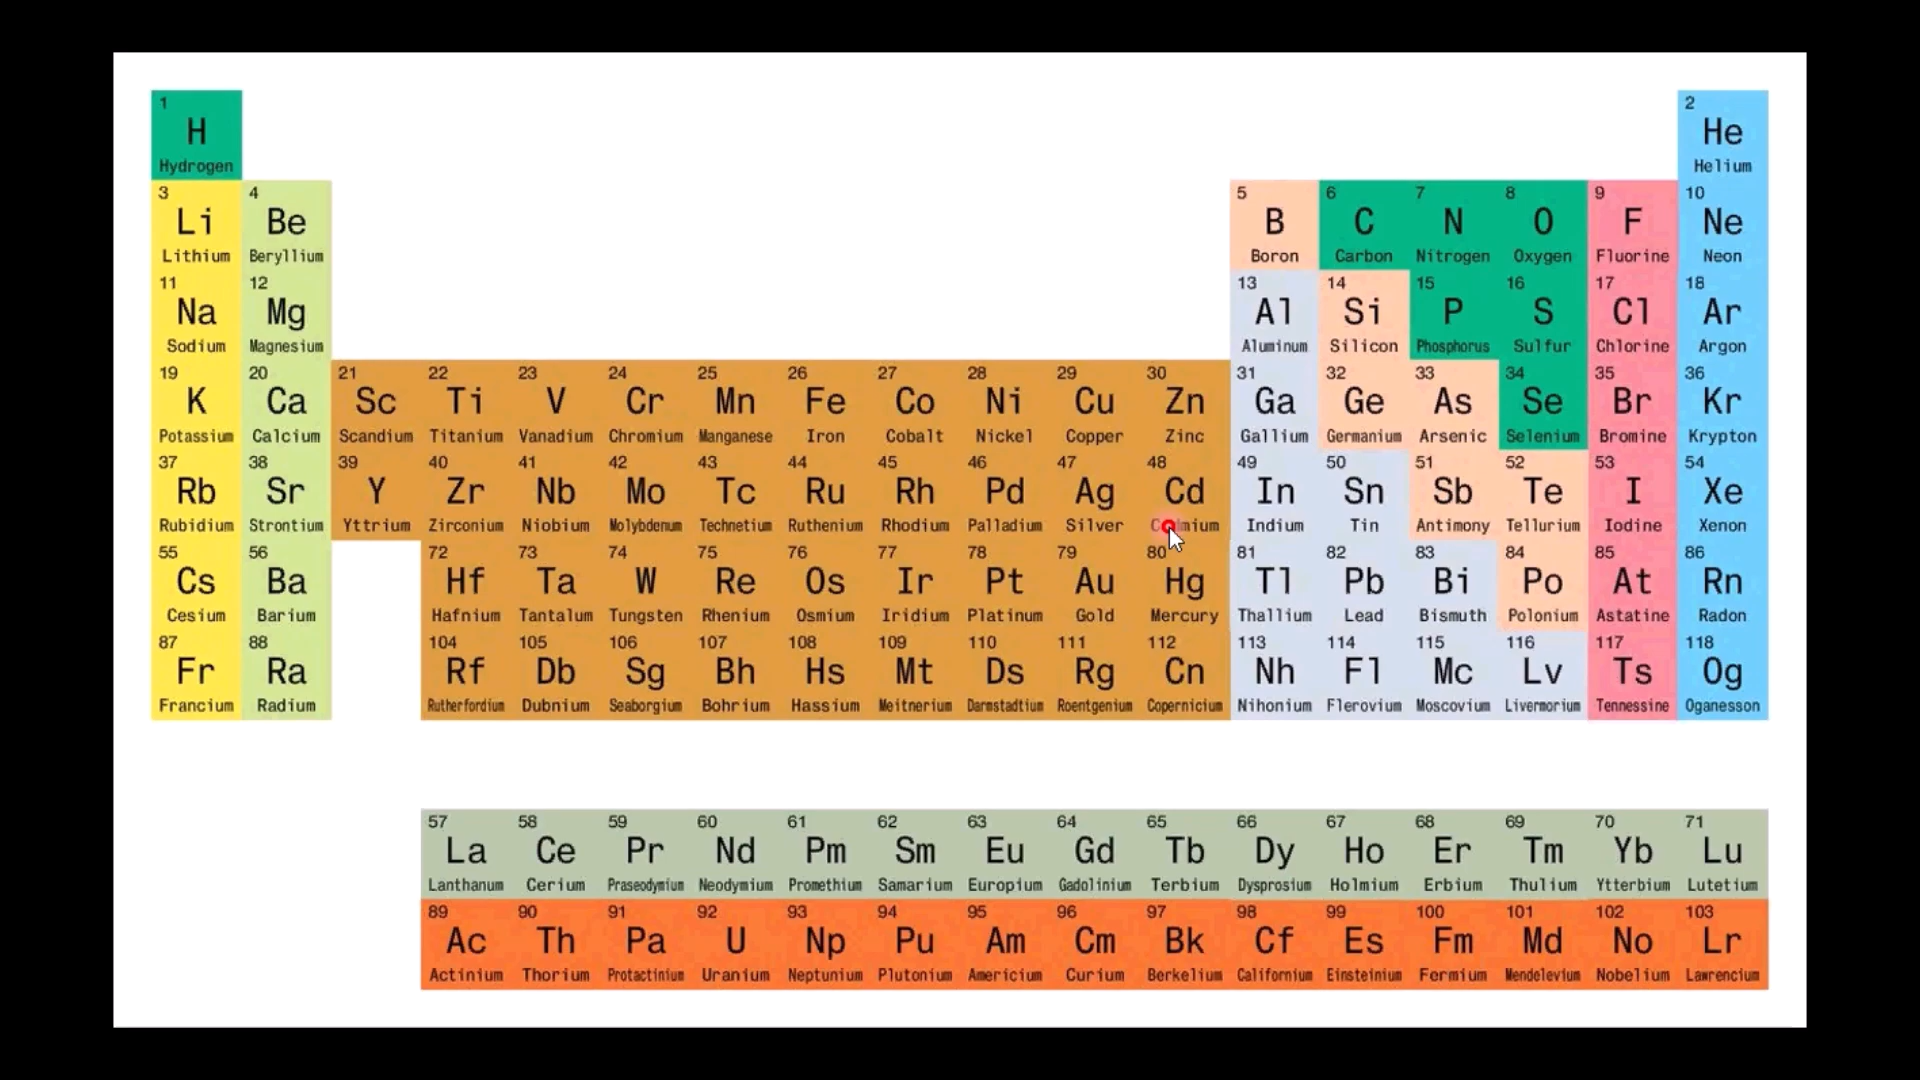 1 2
H He
Hydrogen Helium
3 4 5 6 7 8 9 10
Li Be B C N O F Ne
Lithium Beryllium Boron Carbon Nitrogen Oxygen Fluorine Neon
11 12 13 14 15 16 17 18
Na Mg Al Si P S Cl Ar
Sodium Magnesium Aluminum Silicon Phosphorus Sulfur Chlorine Argon
19 20 21 22 23 24 25 26 27 28 29 30 31 32 33 34 35 36
K Ca Sc Ti V Cr Mn Fe Co Ni Cu Zn Ga Ge As Se Br Kr
Potassium Calcium Scandium Titanium Vanadium Chromium Manganese Iron Cobalt Nickel Copper Zinc Gallium Germanium Arsenic Selenium Bromine Krypton
37 38 39 40 41 42 43 44 45 46 47 48 49 50 51 52 53 54
Rb Sr Y Zr Nb Mo Tc Ru Rh Pd Ag Cd In Sn Sb Te I Xe
Rubidium Strontium Yttrium Zirconium Niobium Molybdenum Technetium Ruthenium Rhodium Palladium Silver Cadmium Indium Tin Antimony Tellurium Iodine Xenon
55 56 72 73 74 75 76 77 78 79 80 81 82 83 84 85 86
Cs Ba Hf Ta W Re Os Ir Pt Au Hg Tl Pb Bi Po At Rn
Cesium Barium Hafnium Tantalum Tungsten Rhenium Osmium Iridium Platinum Gold Mercury Thallium Lead Bismuth Polonium Astatine Radon
87 88 104 105 106 107 108 109 110 111 112 113 114 115 116 117 118
Fr Ra Rf Db Sg Bh Hs Mt Ds Rg Cn Nh Fl Mc Lv Ts Og
Francium Radium Rutherfordium Dubnium Seaborgium Bohrium Hassium Meitnerium Darmstadtium Roentgenium Copernicium Nihonium Flerovium Moscovium Livermorium Tennessine Oganesson
57 58 59 60 61 62 63 64 65 66 67 68 69 70 71
La Ce Pr Nd Pm Sm Eu Gd Tb Dy Ho Er Tm Yb Lu
Lanthanum Cerium Praseodymium Neodymium Promethium Samarium Europium Gadolinium Terbium Dysprosium Holmium Erbium Thulium Ytterbium Lutetium
89 90 91 92 93 94 95 96 97 98 99 100 101 102 103
Ac Th Pa U Np Pu Am Cm Bk Cf Es Fm Md No Lr
Actinium Thorium Protactinium Uranium Neptunium Plutonium Americium Curium Berkelium Californium Einsteinium Fermium Mendelevium Nobelium Lawrencium